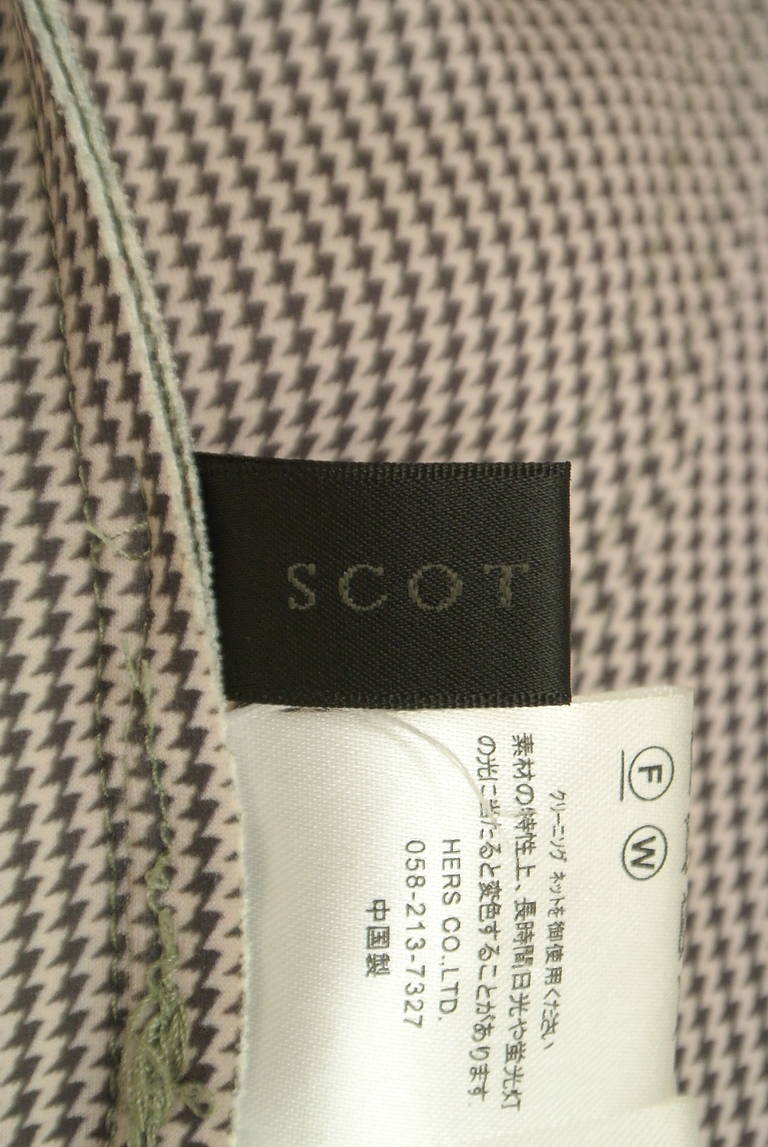 SCOT
F
W
クリーニング ネットを御使用ください
素材の特性上、長時間日光や蛍光灯
の光に当たると変色することがあります.
HERS CO.,LTD.
058-213-7327
中国製